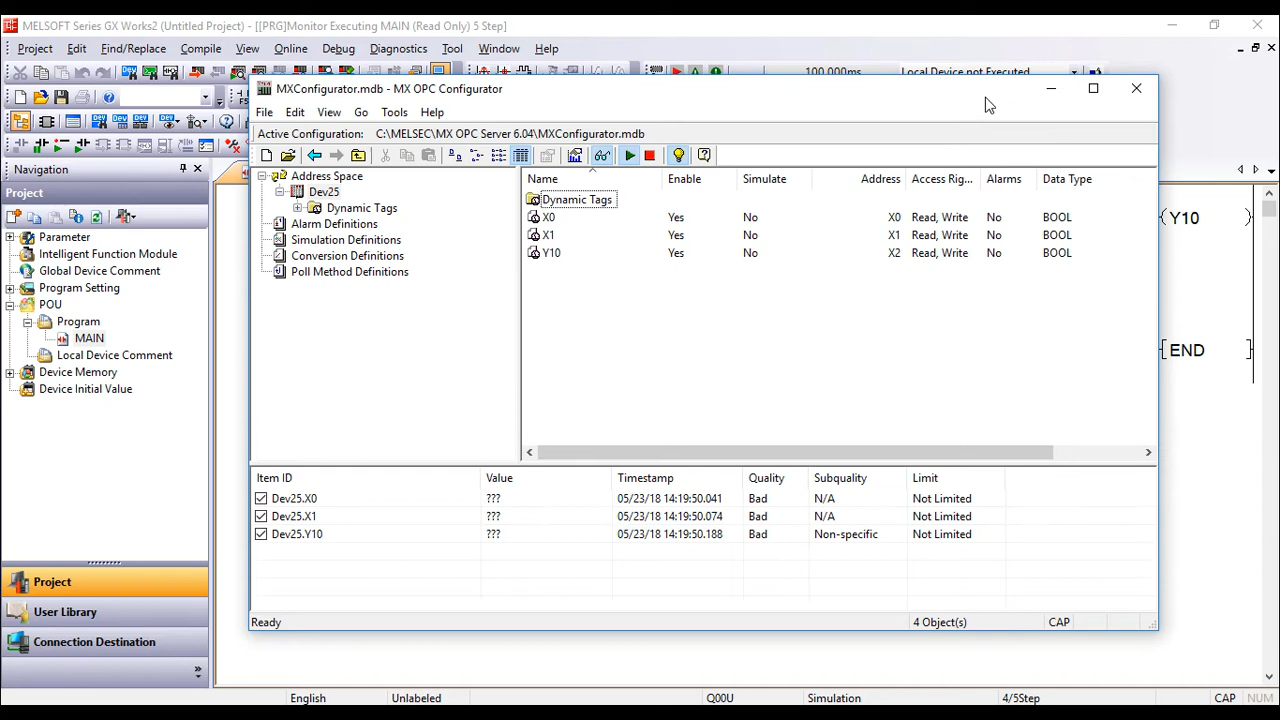 MELSOFT Series GX Works2 (Untitled Project) - [[PRG]Monitor Executing MAIN (Read Only) 5 Step]
Project Edit Find/Replace Compile View Online Debug Diagnostics Tool Window Help
100.000ms Local Device not Executed
MXConfigurator.mdb - MX OPC Configurator
File Edit View Go Tools Help
Active Configuration: C:\MELSEC\MX OPC Server 6.04\MXConfigurator.mdb
Navigation
Project
Parameter
Intelligent Function Module
Global Device Comment
Program Setting
POU
Program
MAIN
Local Device Comment
Device Memory
Device Initial Value
Project
User Library
Connection Destination
Address Space
Dev25
Dynamic Tags
Alarm Definitions
Simulation Definitions
Conversion Definitions
Poll Method Definitions
Name Enable Simulate Address Access Rig... Alarms Data Type
Dynamic Tags
X0 Yes No X0 Read, Write No BOOL
X1 Yes No X1 Read, Write No BOOL
Y10 Yes No X2 Read, Write No BOOL
Y10
END
Item ID Value Timestamp Quality Subquality Limit
Dev25.X0 ??? 05/23/18 14:19:50.041 Bad N/A Not Limited
Dev25.X1 ??? 05/23/18 14:19:50.074 Bad N/A Not Limited
Dev25.Y10 ??? 05/23/18 14:19:50.188 Bad Non-specific Not Limited
Ready 4 Object(s) CAP
English Unlabeled Q00U Simulation 4/5Step CAP NUM